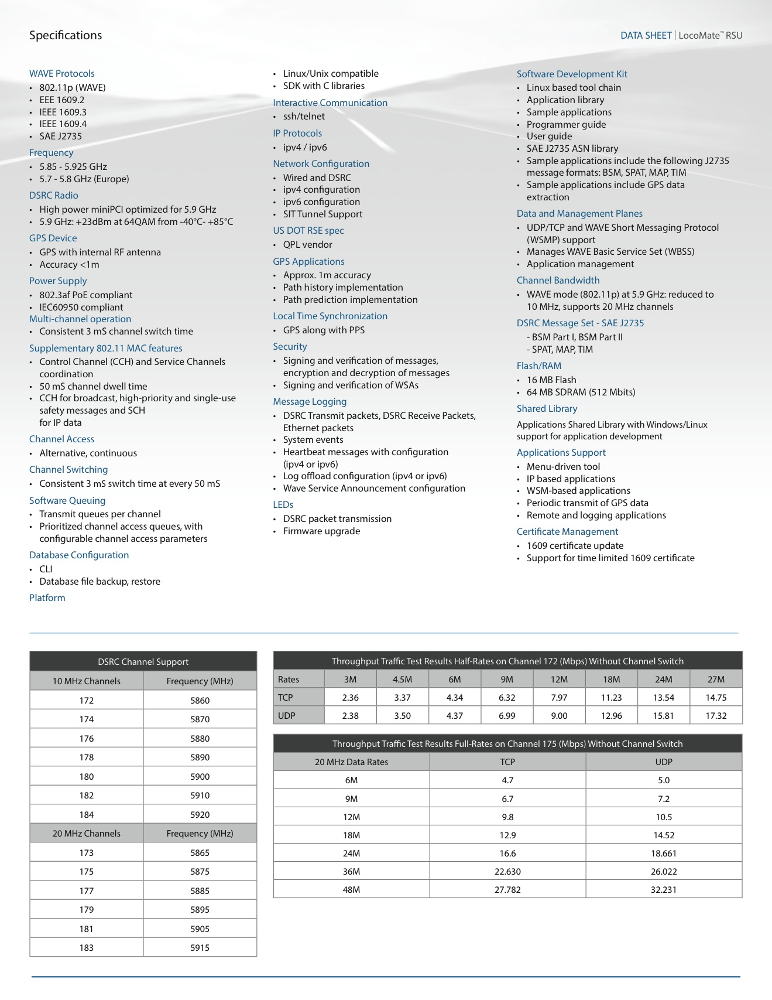 Specifications
DATA SHEET | LocoMate™ RSU
WAVE Protocols
• 802.11p (WAVE)
• EEE 1609.2
• IEEE 1609.3
• IEEE 1609.4
• SAE J2735
Frequency
• 5.85 - 5.925 GHz
• 5.7 - 5.8 GHz (Europe)
DSRC Radio
• High power miniPCI optimized for 5.9 GHz
• 5.9 GHz: +23dBm at 64QAM from -40°C- +85°C
GPS Device
• GPS with internal RF antenna
• Accuracy <1m
Power Supply
• 802.3af PoE compliant
• IEC60950 compliant
Multi-channel operation
• Consistent 3 mS channel switch time
Supplementary 802.11 MAC features
• Control Channel (CCH) and Service Channels
coordination
• 50 mS channel dwell time
• CCH for broadcast, high-priority and single-use
safety messages and SCH
for IP data
Channel Access
• Alternative, continuous
Channel Switching
• Consistent 3 mS switch time at every 50 mS
Software Queuing
• Transmit queues per channel
• Prioritized channel access queues, with
configurable channel access parameters
Database Configuration
• CLI
• Database file backup, restore
Platform
• Linux/Unix compatible
• SDK with C libraries
Interactive Communication
• ssh/telnet
IP Protocols
• ipv4 / ipv6
Network Configuration
• Wired and DSRC
• ipv4 configuration
• ipv6 configuration
• SIT Tunnel Support
US DOT RSE spec
• QPL vendor
GPS Applications
• Approx. 1m accuracy
• Path history implementation
• Path prediction implementation
Local Time Synchronization
• GPS along with PPS
Security
• Signing and verification of messages,
encryption and decryption of messages
• Signing and verification of WSAs
Message Logging
• DSRC Transmit packets, DSRC Receive Packets,
Ethernet packets
• System events
• Heartbeat messages with configuration
(ipv4 or ipv6)
• Log offload configuration (ipv4 or ipv6)
• Wave Service Announcement configuration
LEDs
• DSRC packet transmission
• Firmware upgrade
Software Development Kit
• Linux based tool chain
• Application library
• Sample applications
• Programmer guide
• User guide
• SAE J2735 ASN library
• Sample applications include the following J2735
message formats: BSM, SPAT, MAP, TIM
• Sample applications include GPS data
extraction
Data and Management Planes
• UDP/TCP and WAVE Short Messaging Protocol
(WSMP) support
• Manages WAVE Basic Service Set (WBSS)
• Application management
Channel Bandwidth
• WAVE mode (802.11p) at 5.9 GHz: reduced to
10 MHz, supports 20 MHz channels
DSRC Message Set - SAE J2735
- BSM Part I, BSM Part II
- SPAT, MAP, TIM
Flash/RAM
• 16 MB Flash
• 64 MB SDRAM (512 Mbits)
Shared Library
Applications Shared Library with Windows/Linux
support for application development
Applications Support
• Menu-driven tool
• IP based applications
• WSM-based applications
• Periodic transmit of GPS data
• Remote and logging applications
Certificate Management
• 1609 certificate update
• Support for time limited 1609 certificate
DSRC Channel Support
10 MHz Channels Frequency (MHz)
172 5860
174 5870
176 5880
178 5890
180 5900
182 5910
184 5920
20 MHz Channels Frequency (MHz)
173 5865
175 5875
177 5885
179 5895
181 5905
183 5915
Throughput Traffic Test Results Half-Rates on Channel 172 (Mbps) Without Channel Switch
Rates 3M 4.5M 6M 9M 12M 18M 24M 27M
TCP 2.36 3.37 4.34 6.32 7.97 11.23 13.54 14.75
UDP 2.38 3.50 4.37 6.99 9.00 12.96 15.81 17.32
Throughput Traffic Test Results Full-Rates on Channel 175 (Mbps) Without Channel Switch
20 MHz Data Rates TCP UDP
6M 4.7 5.0
9M 6.7 7.2
12M 9.8 10.5
18M 12.9 14.52
24M 16.6 18.661
36M 22.630 26.022
48M 27.782 32.231